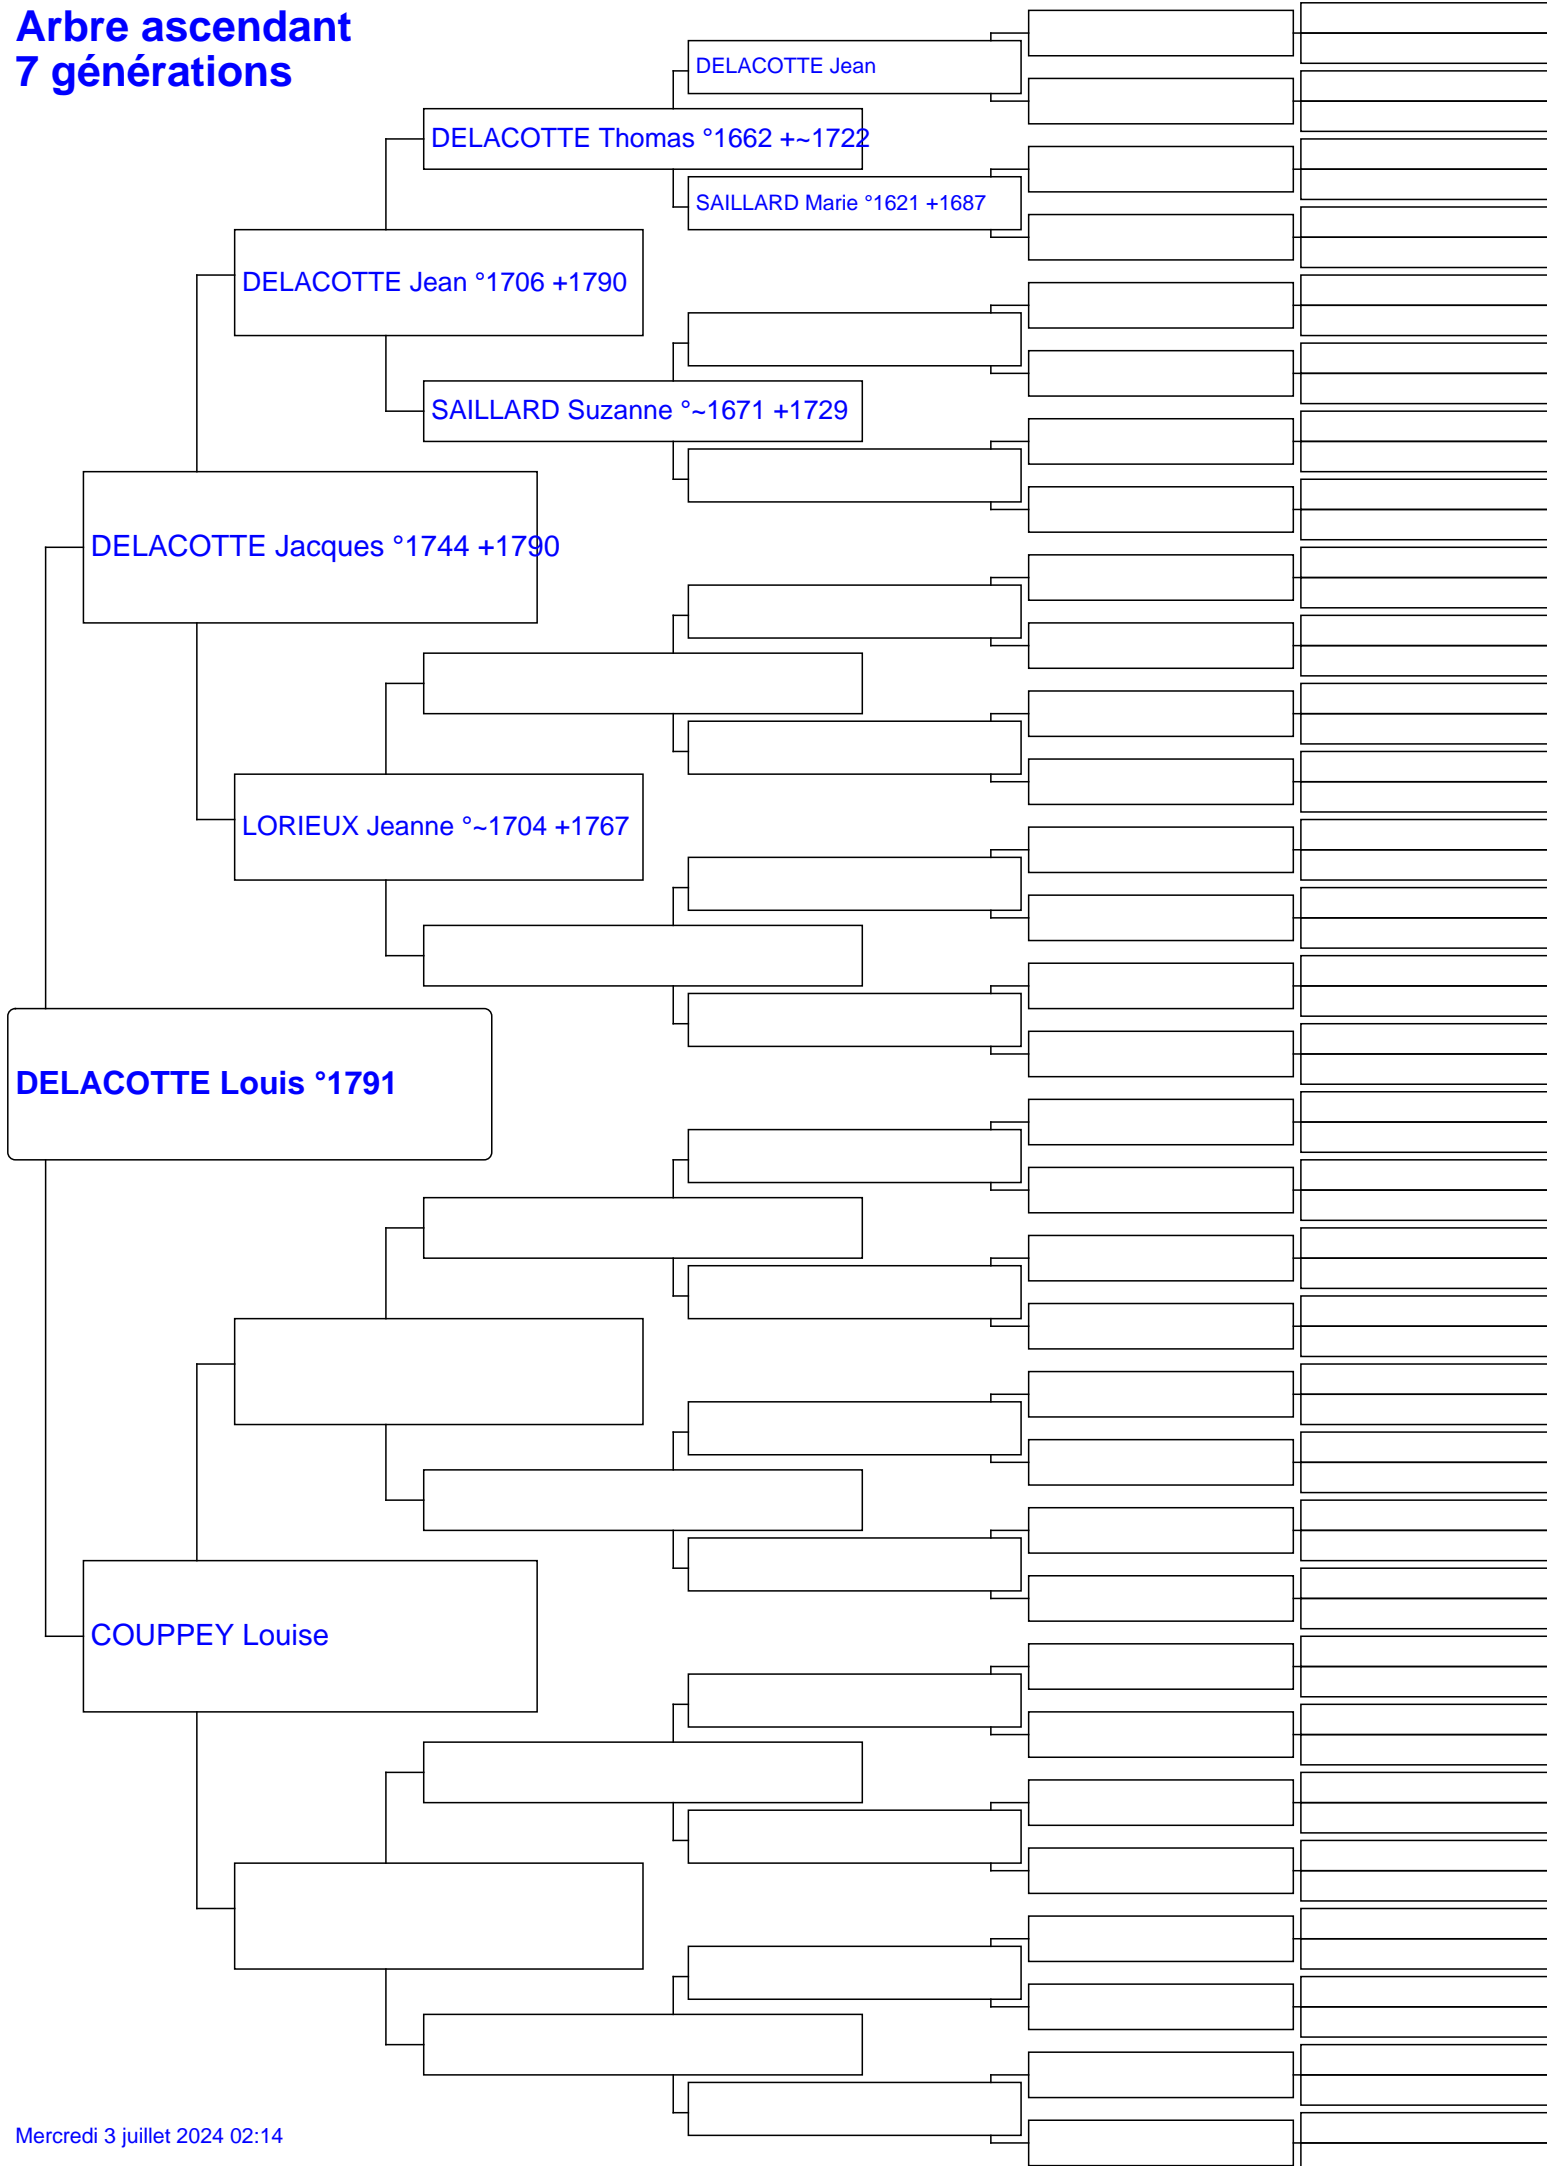 Arbre ascendant
7 générations
DELACOTTE Jean
DELACOTTE Thomas °1662 +~1722
SAILLARD Marie °1621 +1687
DELACOTTE Jean °1706 +1790
SAILLARD Suzanne °~1671 +1729
DELACOTTE Jacques °1744 +1790
LORIEUX Jeanne °~1704 +1767
DELACOTTE Louis °1791
COUPPEY Louise
Mercredi 3 juillet 2024 02:14